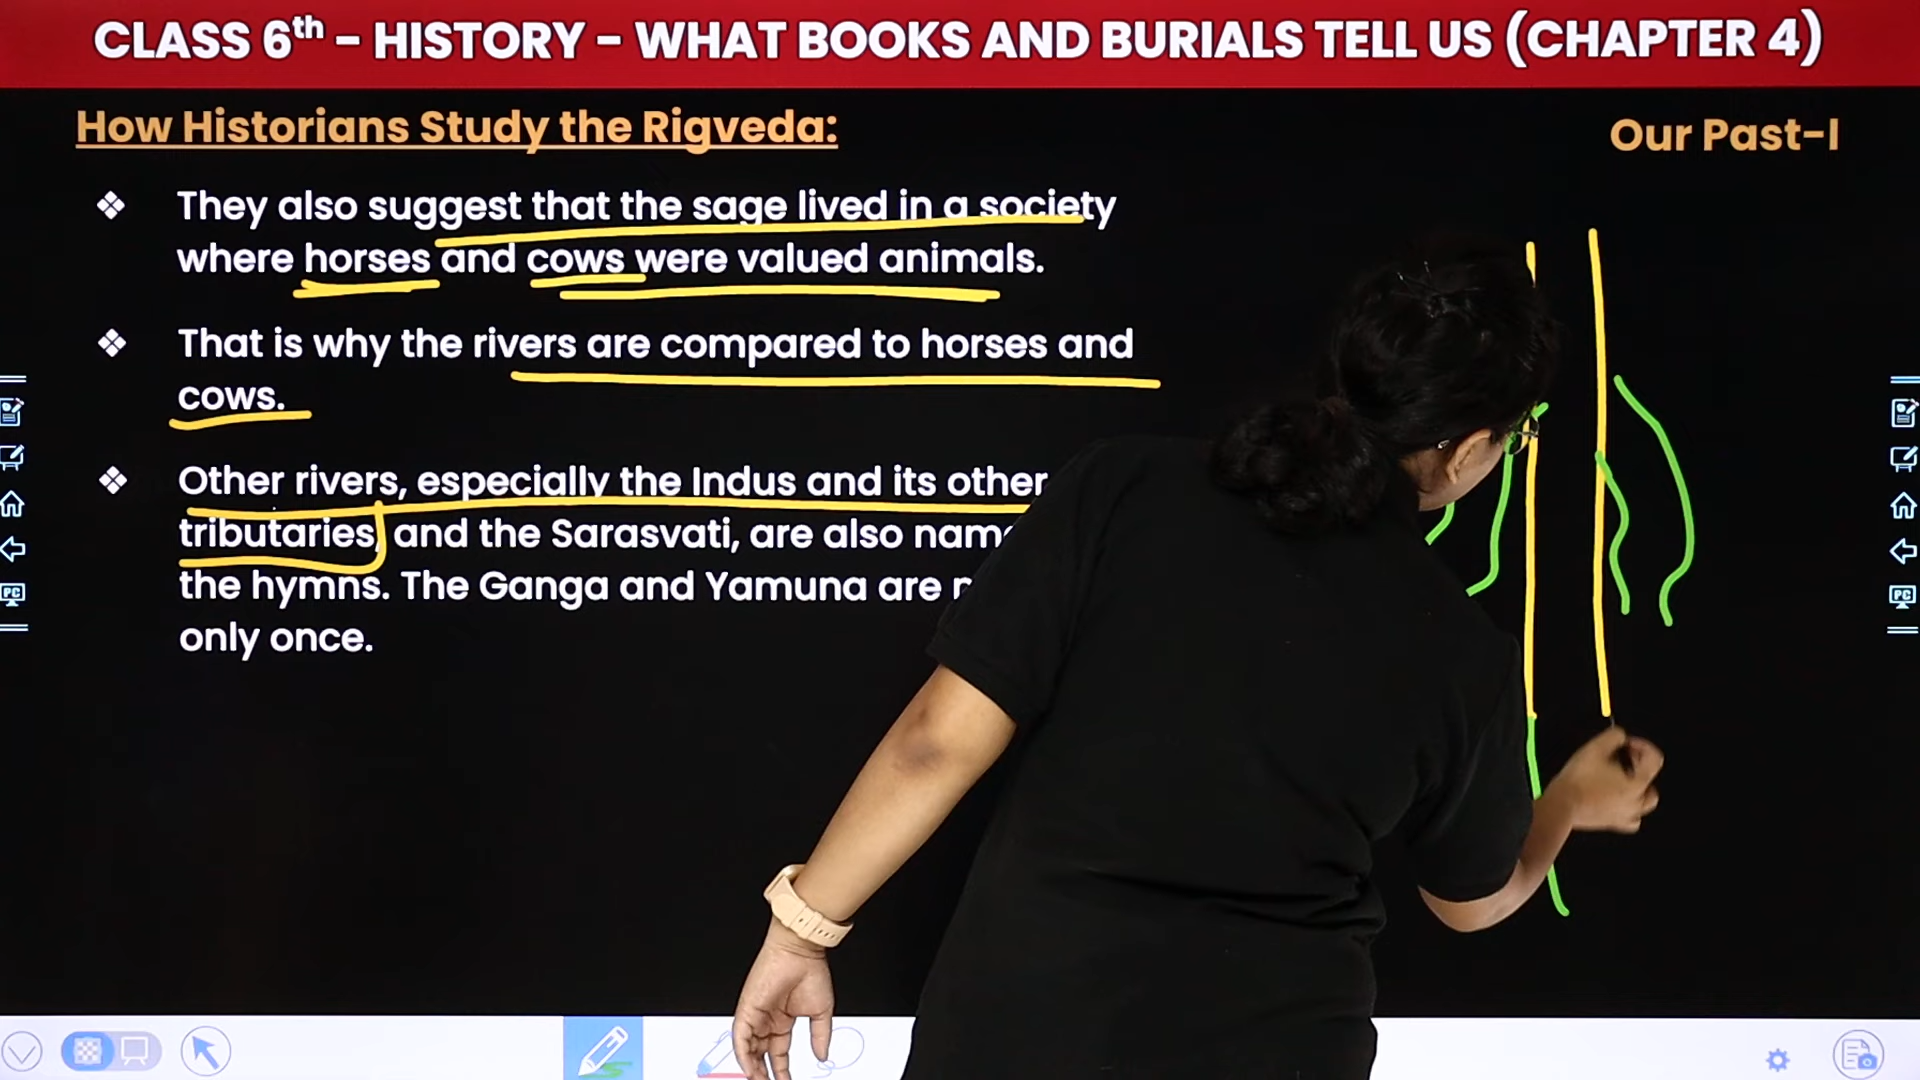 CLASS 6th - HISTORY - WHAT BOOKS AND BURIALS TELL US (CHAPTER 4)
How Historians Study the Rigveda:
Our Past-I
❖ They also suggest that the sage lived in a society
where horses and cows were valued animals.
❖ That is why the rivers are compared to horses and
cows.
❖ Other rivers, especially the Indus and its other
tributaries, and the Sarasvati, are also
the hymns. The Ganga and Yamuna are
only once.
PC
PC